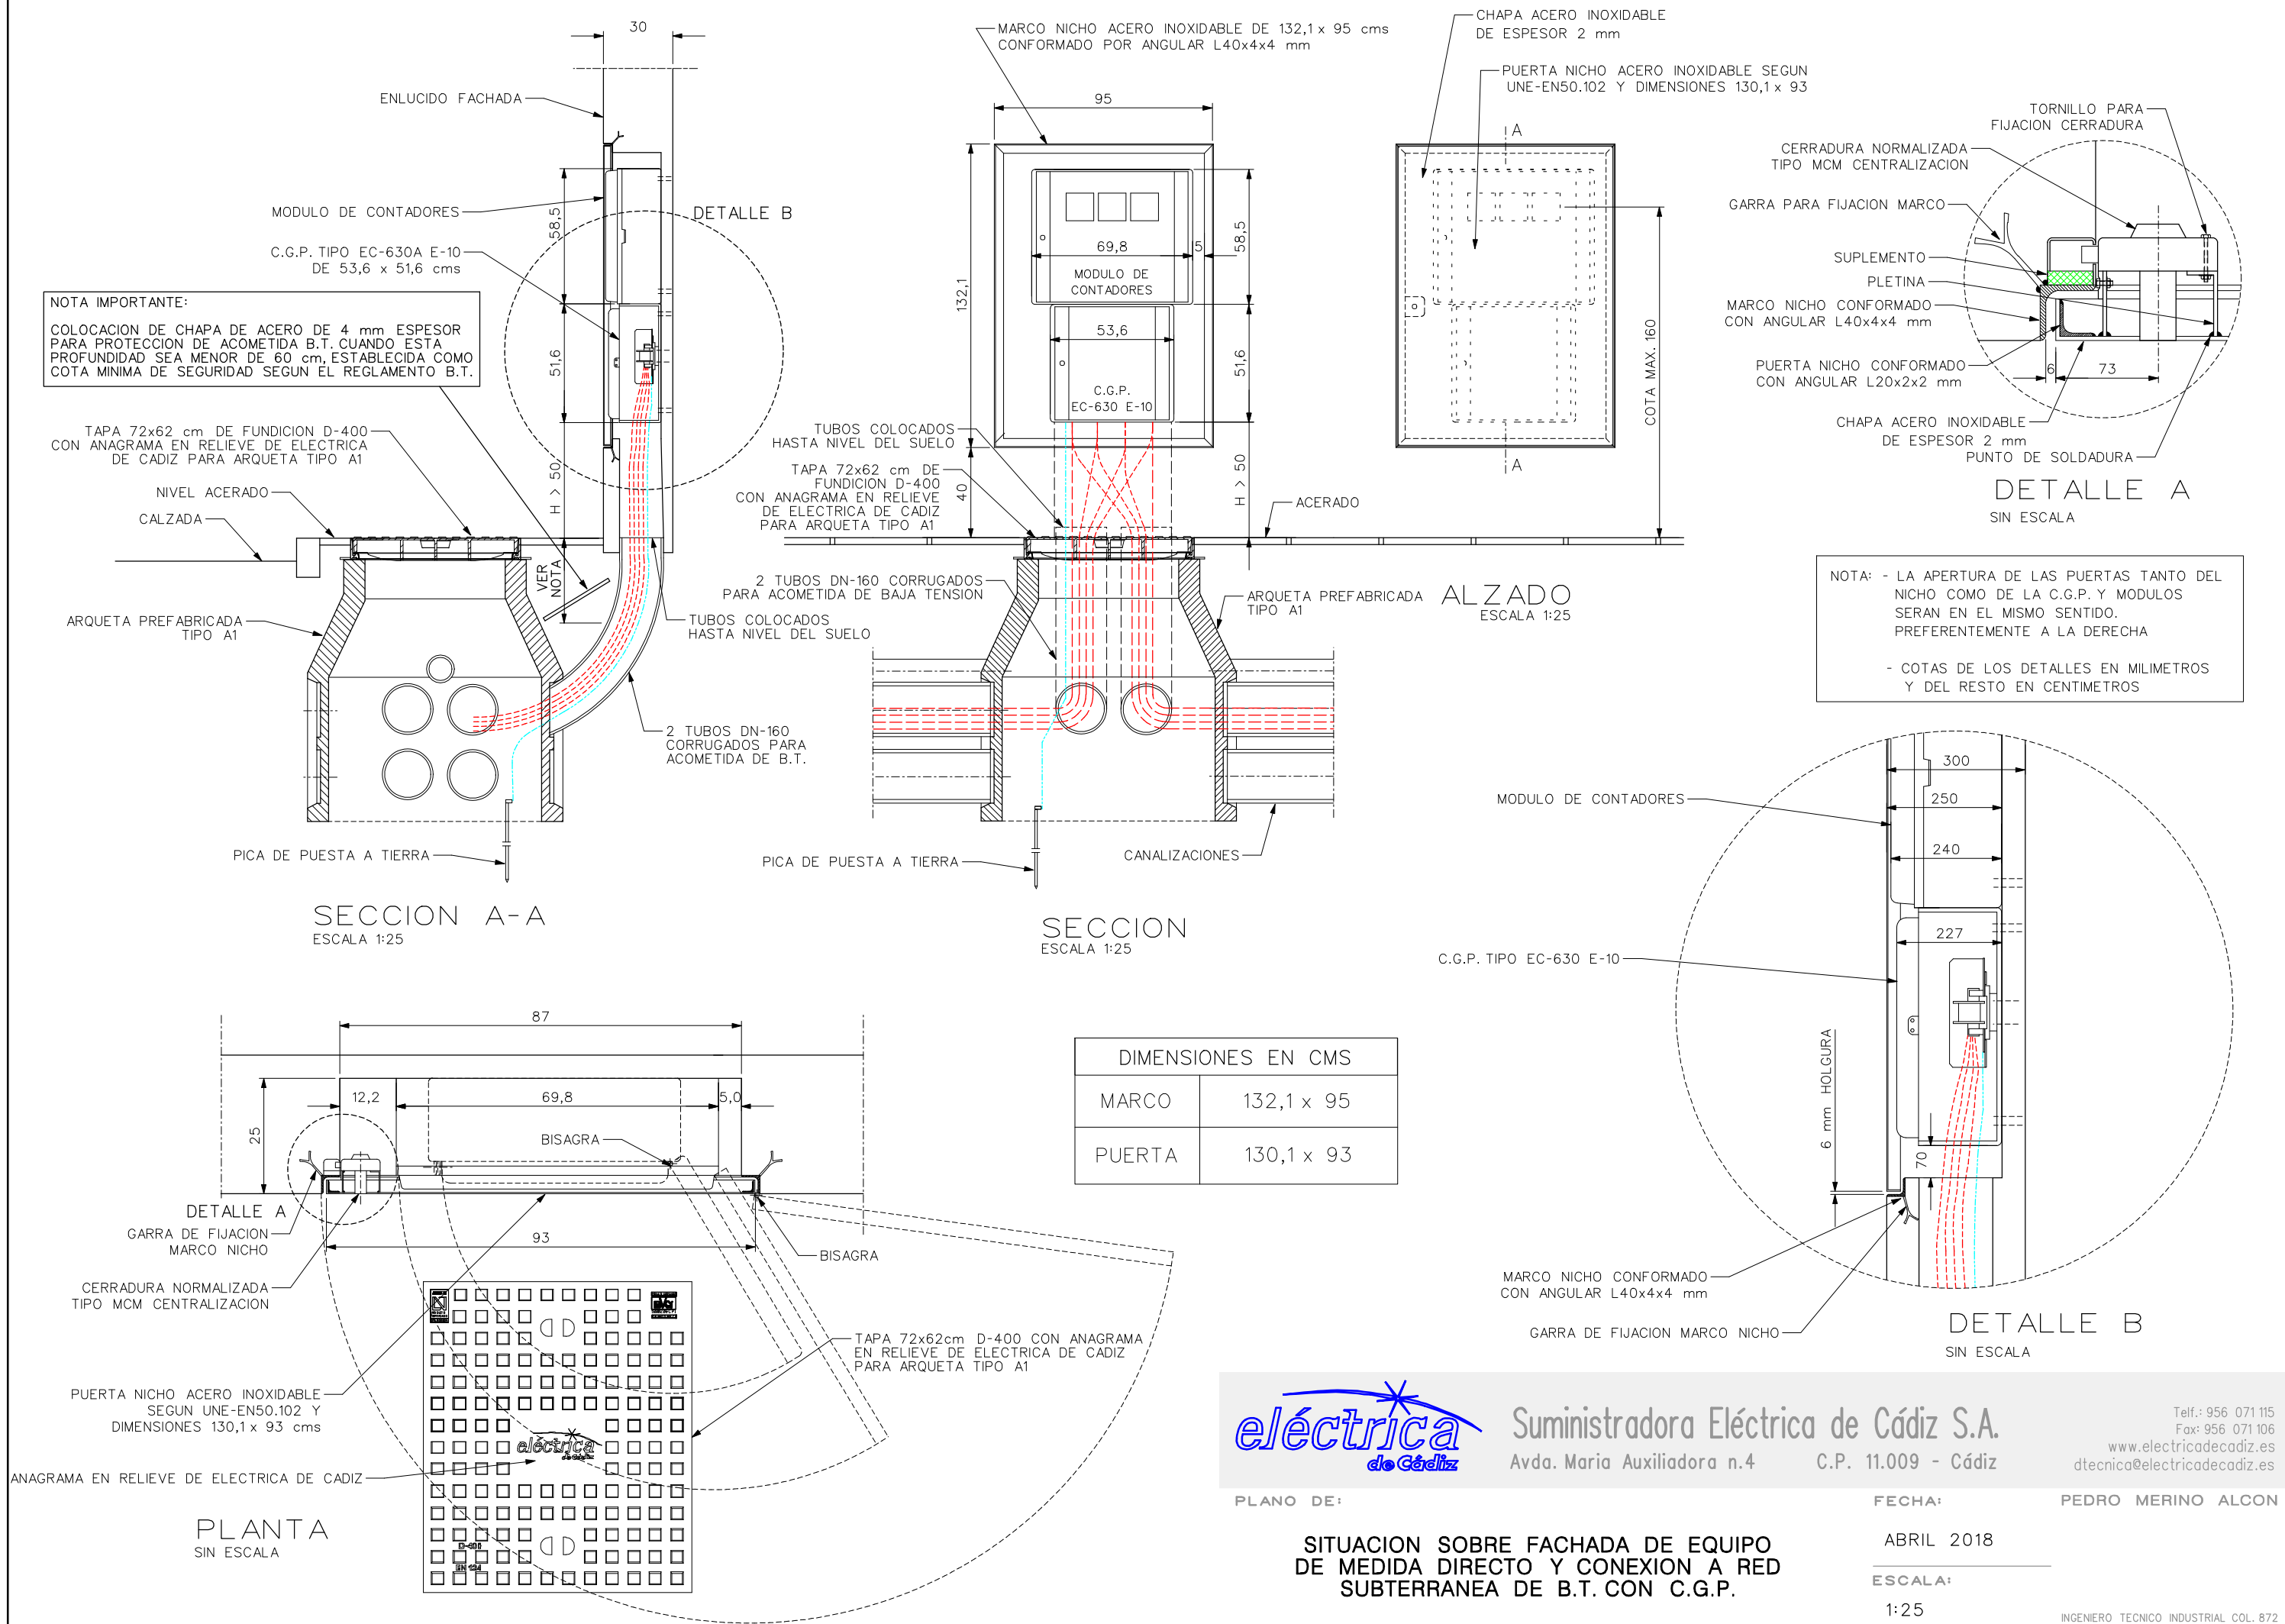 30
ENLUCIDO FACHADA
MODULO DE CONTADORES
58,5
DETALLE B
C.G.P. TIPO EC-630A E-10
DE 53,6 x 51,6 cms
51,6
NOTA IMPORTANTE:
COLOCACION DE CHAPA DE ACERO DE 4 mm ESPESOR
PARA PROTECCION DE ACOMETIDA B.T. CUANDO ESTA
PROFUNDIDAD SEA MENOR DE 60 cm, ESTABLECIDA COMO
COTA MINIMA DE SEGURIDAD SEGUN EL REGLAMENTO B.T.
TAPA 72x62 cm DE FUNDICION D-400
CON ANAGRAMA EN RELIEVE DE ELECTRICA
DE CADIZ PARA ARQUETA TIPO A1
H > 50
NIVEL ACERADO
CALZADA
VER
NOTA
ARQUETA PREFABRICADA
TIPO A1
TUBOS COLOCADOS
HASTA NIVEL DEL SUELO
2 TUBOS DN-160
CORRUGADOS PARA
ACOMETIDA DE B.T.
PICA DE PUESTA A TIERRA
SECCION A-A
ESCALA 1:25
MARCO NICHO ACERO INOXIDABLE DE 132,1 x 95 cms
CONFORMADO POR ANGULAR L40x4x4 mm
95
132,1
69,8
5
58,5
MODULO DE
CONTADORES
53,6
51,6
C.G.P.
EC-630 E-10
TUBOS COLOCADOS
HASTA NIVEL DEL SUELO
TAPA 72x62 cm DE
FUNDICION D-400
CON ANAGRAMA EN RELIEVE
DE ELECTRICA DE CADIZ
PARA ARQUETA TIPO A1
40
H > 50
ACERADO
2 TUBOS DN-160 CORRUGADOS
PARA ACOMETIDA DE BAJA TENSION
ARQUETA PREFABRICADA
TIPO A1
PICA DE PUESTA A TIERRA
CANALIZACIONES
SECCION
ESCALA 1:25
CHAPA ACERO INOXIDABLE
DE ESPESOR 2 mm
PUERTA NICHO ACERO INOXIDABLE SEGUN
UNE-EN50.102 Y DIMENSIONES 130,1 x 93
A
A
COTA MAX. 160
ALZADO
ESCALA 1:25
TORNILLO PARA
FIJACION CERRADURA
CERRADURA NORMALIZADA
TIPO MCM CENTRALIZACION
GARRA PARA FIJACION MARCO
SUPLEMENTO
PLETINA
MARCO NICHO CONFORMADO
CON ANGULAR L40x4x4 mm
PUERTA NICHO CONFORMADO
CON ANGULAR L20x2x2 mm
6
73
CHAPA ACERO INOXIDABLE
DE ESPESOR 2 mm
PUNTO DE SOLDADURA
DETALLE A
SIN ESCALA
NOTA: - LA APERTURA DE LAS PUERTAS TANTO DEL
NICHO COMO DE LA C.G.P. Y MODULOS
SERAN EN EL MISMO SENTIDO.
PREFERENTEMENTE A LA DERECHA
- COTAS DE LOS DETALLES EN MILIMETROS
Y DEL RESTO EN CENTIMETROS
300
MODULO DE CONTADORES
250
240
227
C.G.P. TIPO EC-630 E-10
6 mm HOLGURA
70
MARCO NICHO CONFORMADO
CON ANGULAR L40x4x4 mm
GARRA DE FIJACION MARCO NICHO
DETALLE B
SIN ESCALA
87
12,2
69,8
5,0
25
BISAGRA
DETALLE A
GARRA DE FIJACION
MARCO NICHO
93
BISAGRA
CERRADURA NORMALIZADA
TIPO MCM CENTRALIZACION
TAPA 72x62cm D-400 CON ANAGRAMA
EN RELIEVE DE ELECTRICA DE CADIZ
PARA ARQUETA TIPO A1
PUERTA NICHO ACERO INOXIDABLE
SEGUN UNE-EN50.102 Y
DIMENSIONES 130,1 x 93 cms
eléctrica
de Cádiz
ANAGRAMA EN RELIEVE DE ELECTRICA DE CADIZ
D-400
EN 124
PLANTA
SIN ESCALA
DIMENSIONES EN CMS
MARCO 132,1 x 95
PUERTA 130,1 x 93
eléctrica
de Cádiz
Suministradora Eléctrica de Cádiz S.A.
Avda. Maria Auxiliadora n.4 C.P. 11.009 - Cádiz
Telf.: 956 071 115
Fax: 956 071 106
www.electricadecadiz.es
dtecnica@electricadecadiz.es
PLANO DE:
SITUACION SOBRE FACHADA DE EQUIPO
DE MEDIDA DIRECTO Y CONEXION A RED
SUBTERRANEA DE B.T. CON C.G.P.
FECHA:
ABRIL 2018
ESCALA:
1:25
PEDRO MERINO ALCON
INGENIERO TECNICO INDUSTRIAL COL. 872